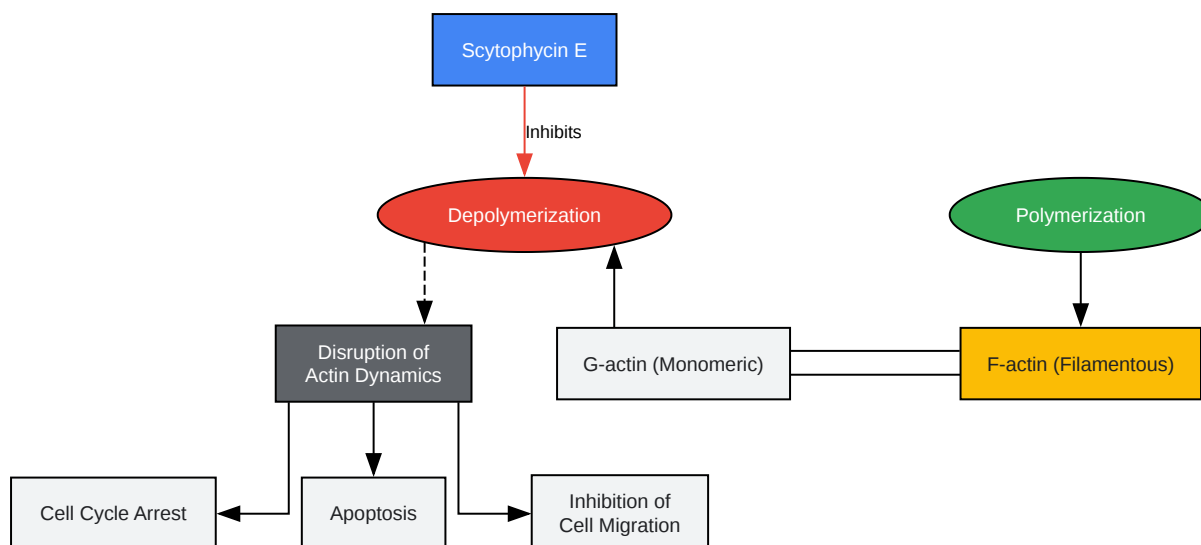 Scytophycin E
Inhibits
Depolymerization
Polymerization
Disruption of
Actin Dynamics
G-actin (Monomeric)
F-actin (Filamentous)
Cell Cycle Arrest
Apoptosis
Inhibition of
Cell Migration